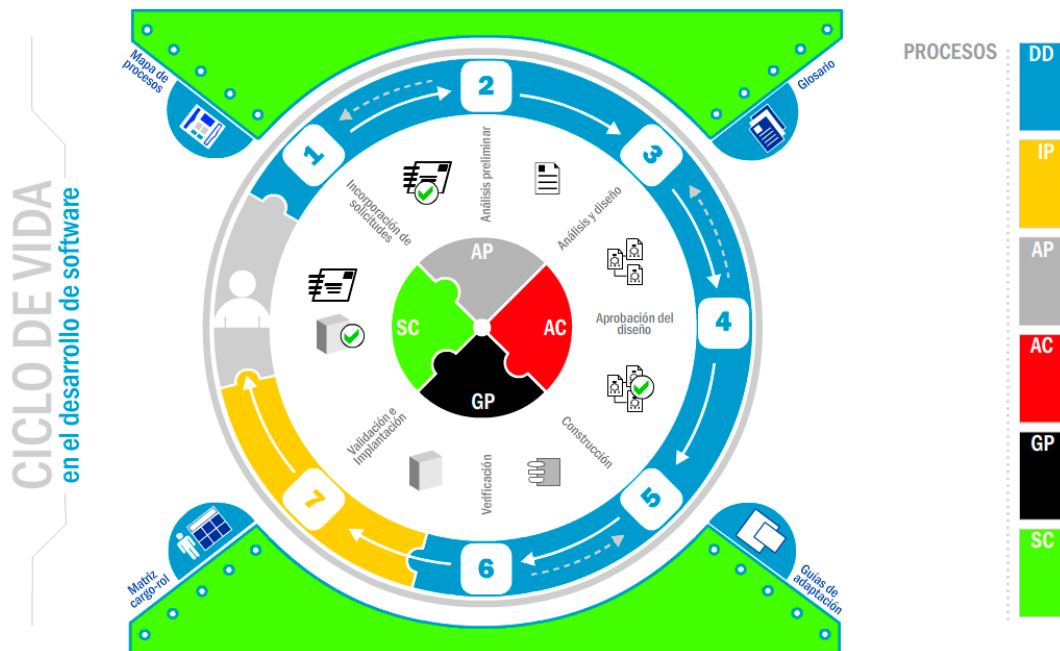 CICLO DE VIDA
en el desarrollo de software
Mapa de
procesos
Glosario
1
2
3
4
5
6
7
Incorporación de
solicitudes
Análisis preliminar
Análisis y diseño
Aprobación del
diseño
Construcción
Verificación
Validación e
Implantación
AP
SC
AC
GP
Matríz
cargo-rol
Guías de
adaptación
PROCESOS
DD
IP
AP
AC
GP
SC